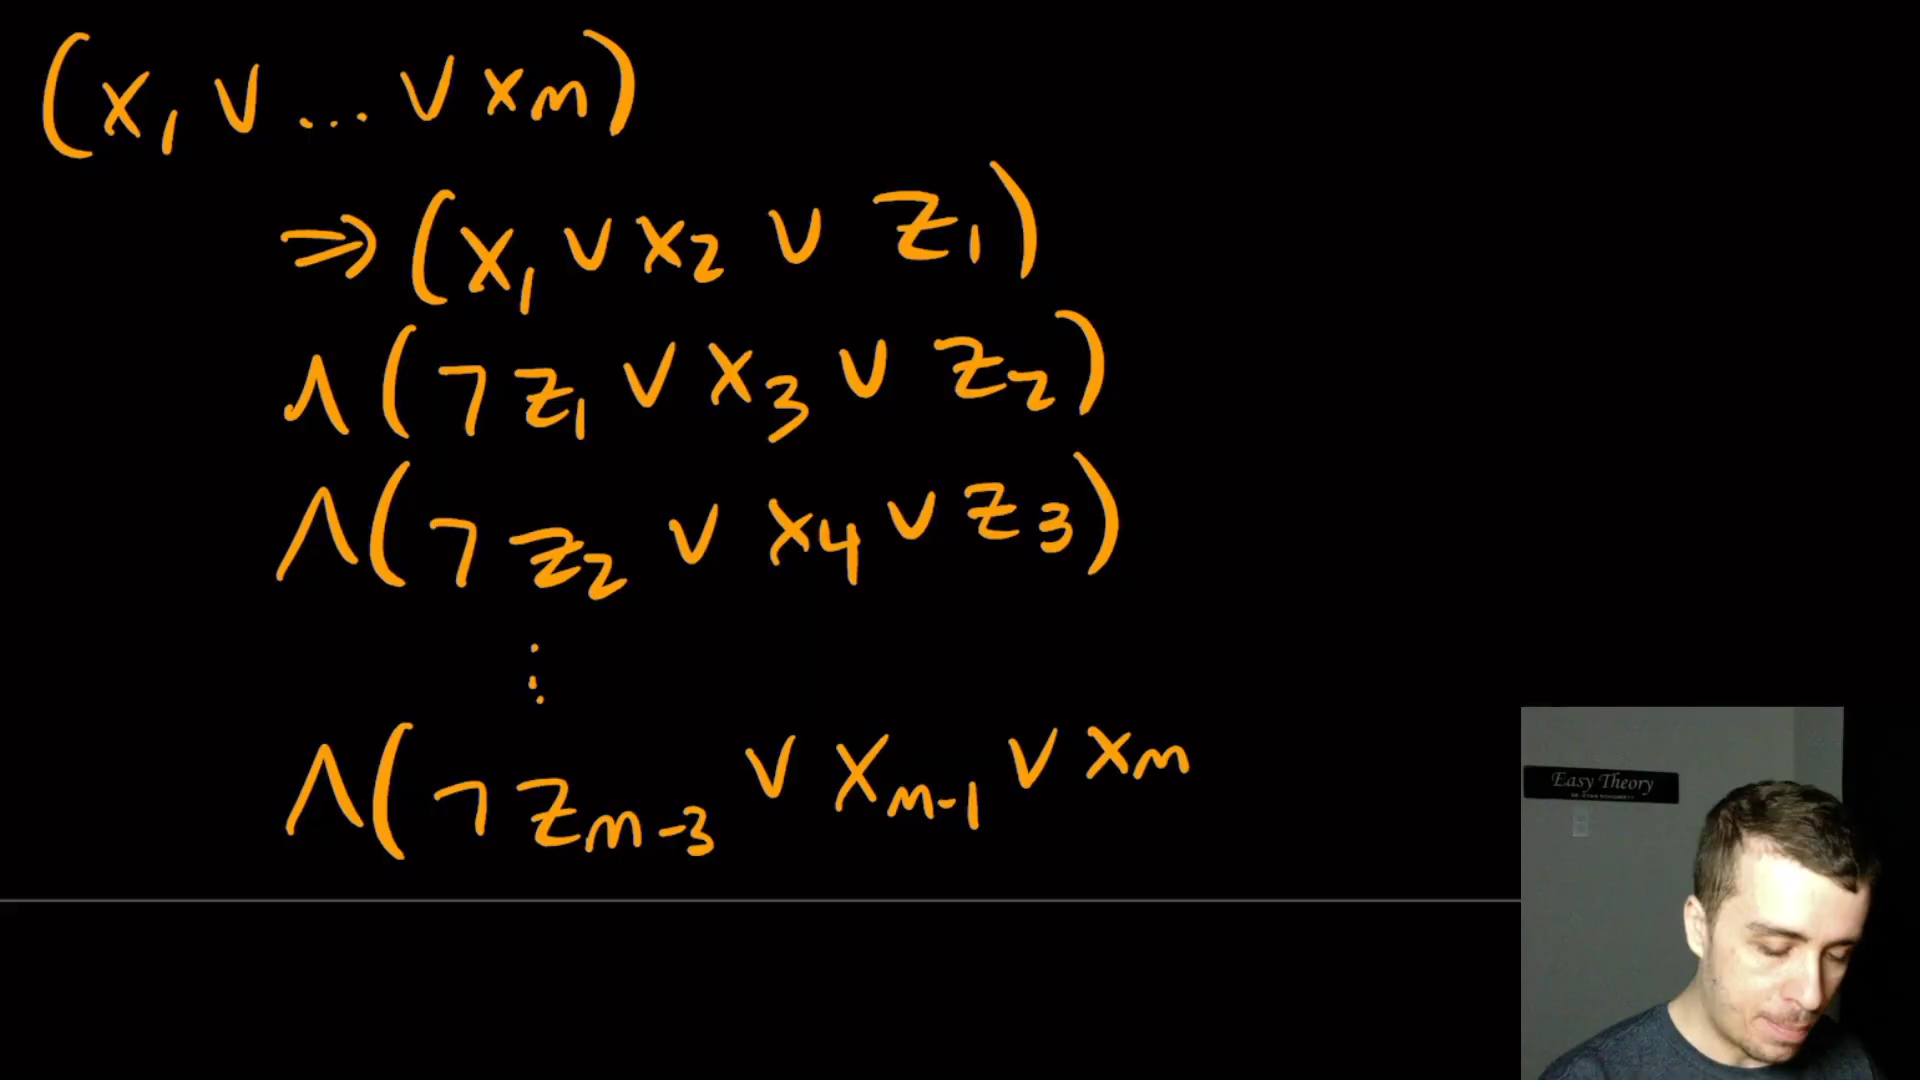 (x₁ ∨ ... ∨ xₘ)
⇒ (x₁ ∨ x₂ ∨ z₁)
∧ (¬z₁ ∨ x₃ ∨ z₂)
∧ (¬z₂ ∨ x₄ ∨ z₃)
⋮
∧ (¬zₘ₋₃ ∨ xₘ₋₁ ∨ xₘ
Easy Theory